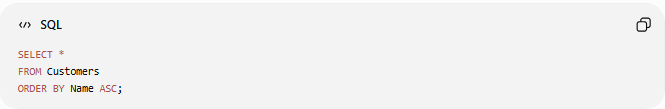 SQL
SELECT *
FROM Customers
ORDER BY Name ASC;